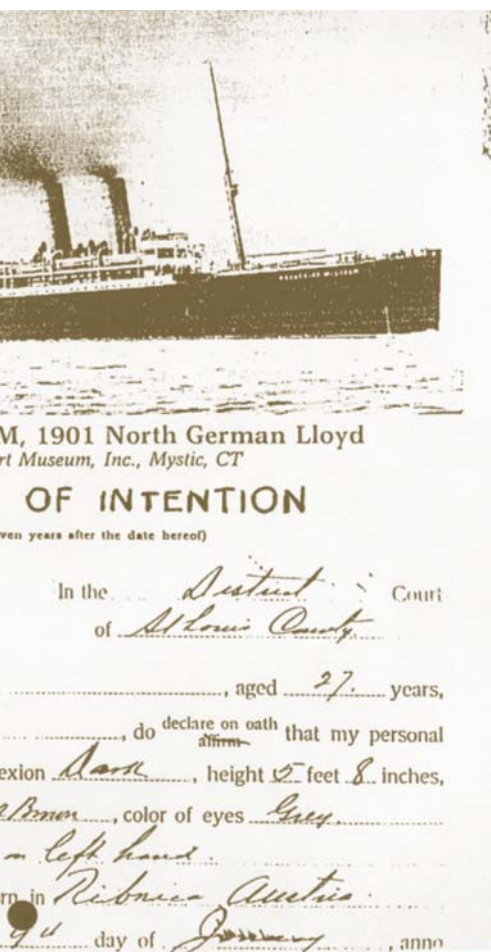 M, 1901 North German Lloyd
rt Museum, Inc., Mystic, CT
OF INTENTION
ven years after the date hereof)
In the District Court
of St Louis County
, aged 27. years,
, do declare on oath affirm that my personal
exion Dark, height 5 feet 8 inches,
Brown, color of eyes Grey.
on left hand.
rn in Ribnica Austria.
9th day of , anno